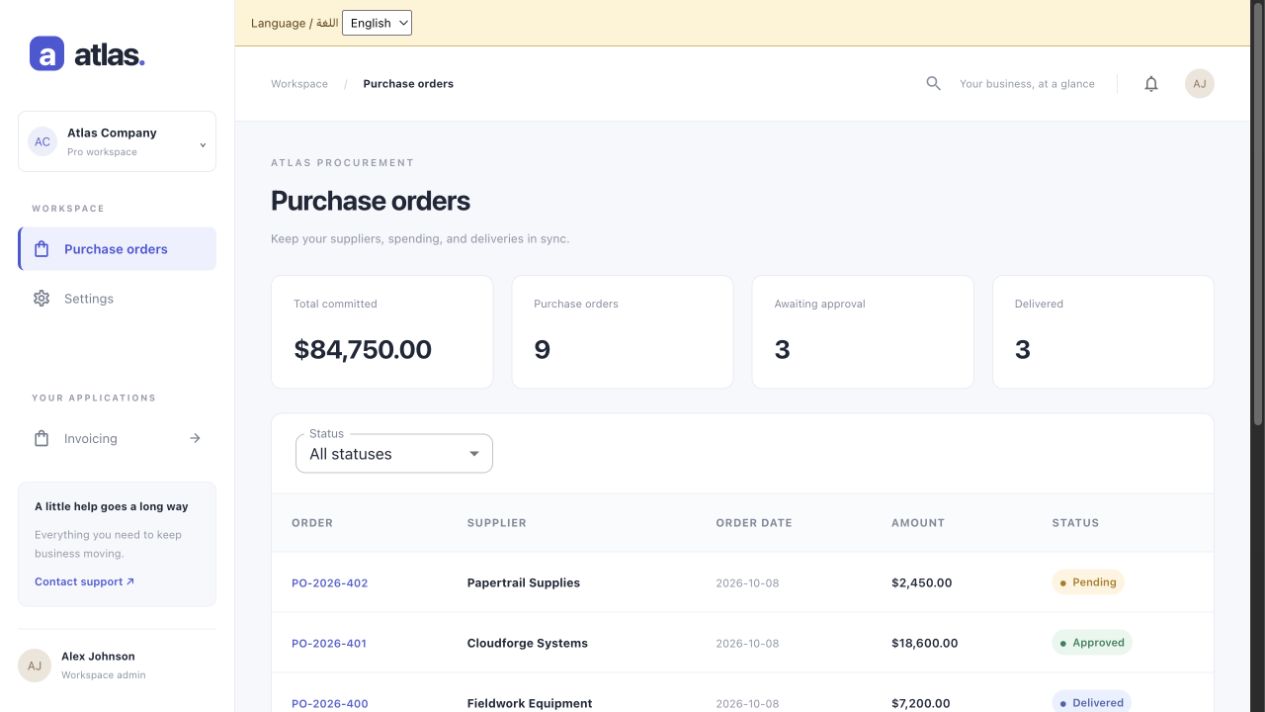 a atlas.
AC Atlas Company
Pro workspace
WORKSPACE
Purchase orders
Settings
YOUR APPLICATIONS
Invoicing
A little help goes a long way
Everything you need to keep
business moving.
Contact support ↗
AJ Alex Johnson
Workspace admin
Language / اللغة English
Workspace / Purchase orders
Your business, at a glance AJ
ATLAS PROCUREMENT
Purchase orders
Keep your suppliers, spending, and deliveries in sync.
Total committed
$84,750.00
Purchase orders
9
Awaiting approval
3
Delivered
3
Status
All statuses
ORDER SUPPLIER ORDER DATE AMOUNT STATUS
PO-2026-402 Papertrail Supplies 2026-10-08 $2,450.00 Pending
PO-2026-401 Cloudforge Systems 2026-10-08 $18,600.00 Approved
PO-2026-400 Fieldwork Equipment 2026-10-08 $7,200.00 Delivered